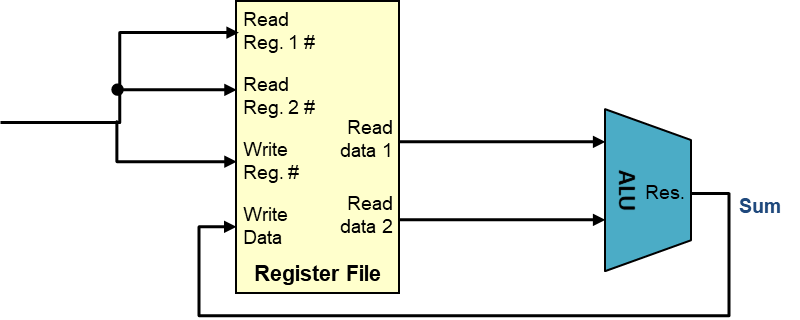 Read
Reg. 1 #
Read
Reg. 2 #
Write
Reg. #
Write
Data
Read
data 1
Read
data 2
Register File
ALU
Res.
Sum